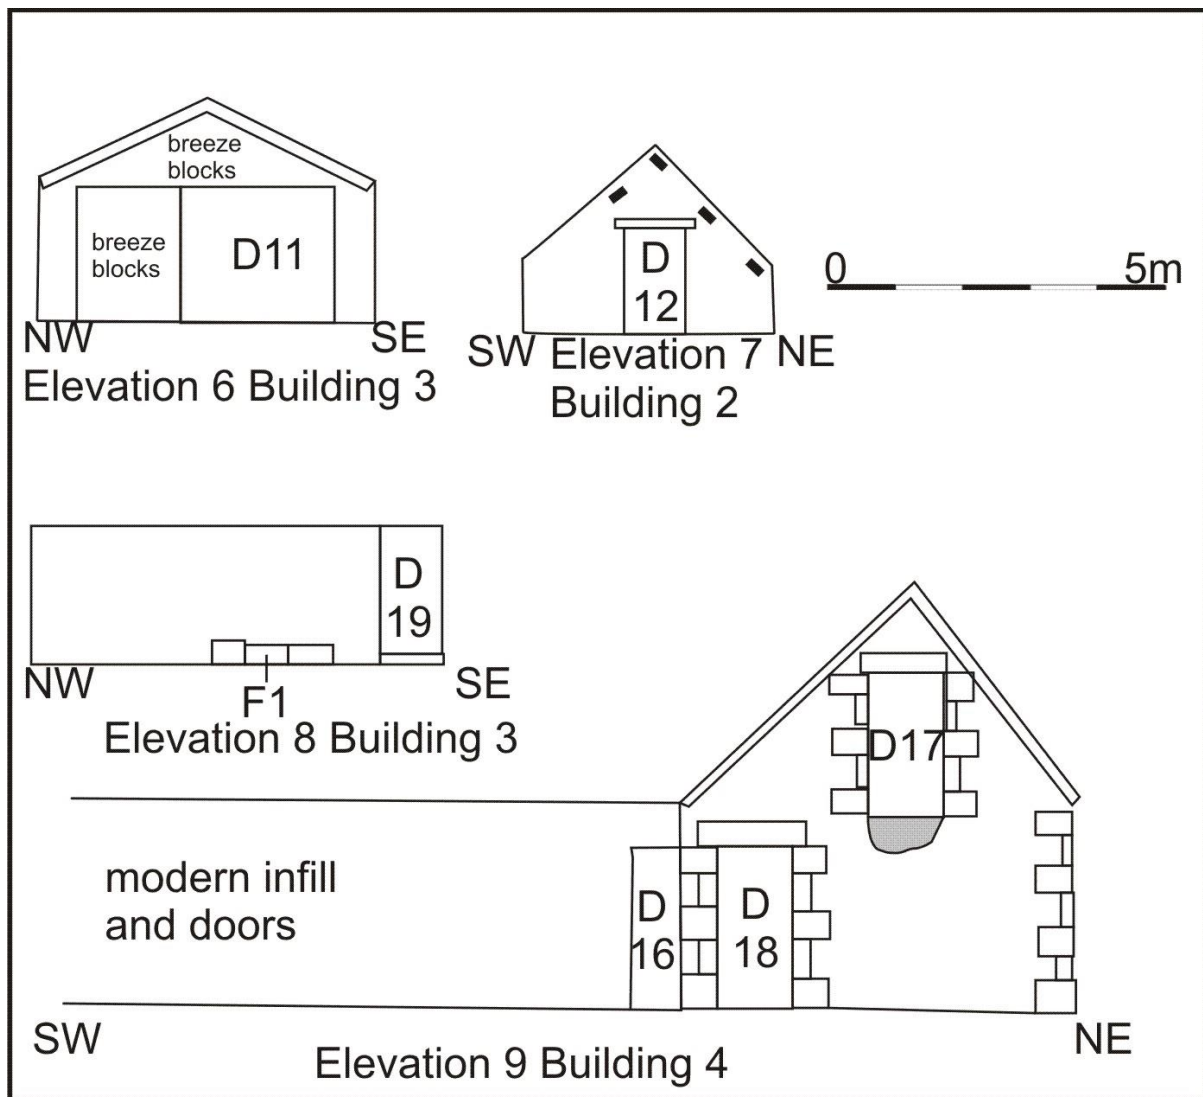 breeze
blocks
breeze
blocks
D11
NW SE
Elevation 6 Building 3
D
12
SW NE
Elevation 7
Building 2
0 5m
D
19
NW SE
F1
Elevation 8 Building 3
D17
modern infill
and doors
D
16
D
18
SW NE
Elevation 9 Building 4